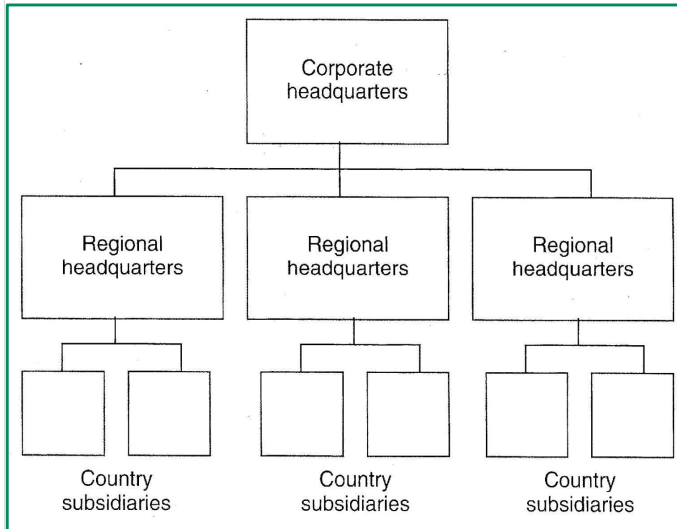 Corporate
headquarters
Regional
headquarters
Regional
headquarters
Regional
headquarters
Country
subsidiaries
Country
subsidiaries
Country
subsidiaries